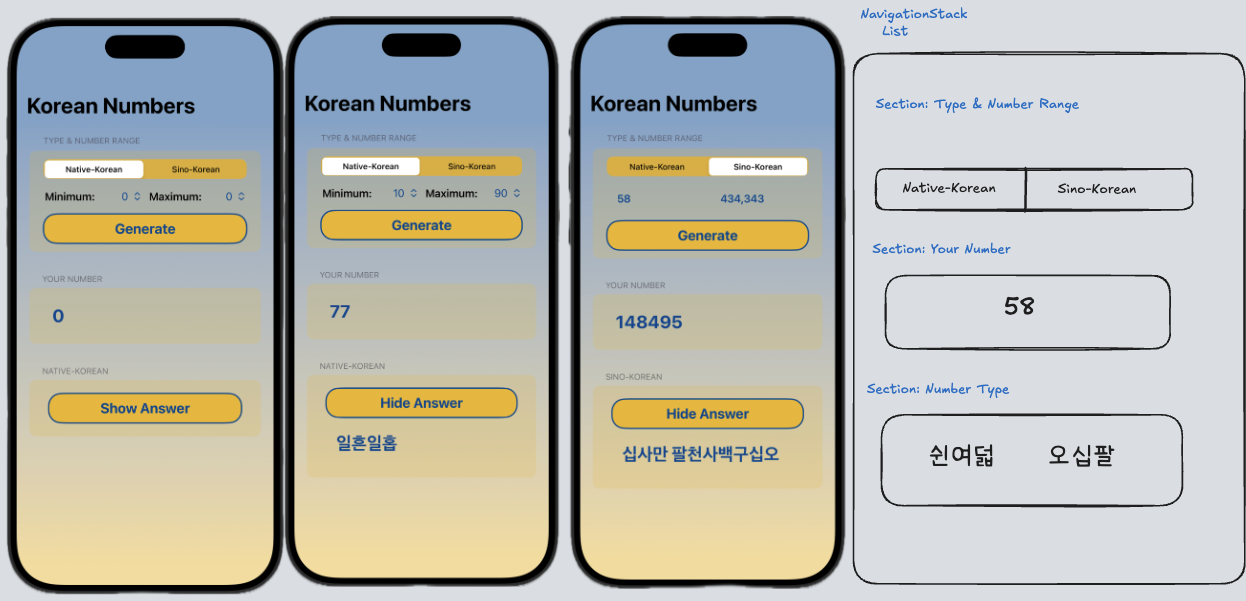 Korean Numbers
TYPE & NUMBER RANGE
Native-Korean Sino-Korean
Minimum: 0 Maximum: 0
Generate
YOUR NUMBER
0
NATIVE-KOREAN
Show Answer
Korean Numbers
TYPE & NUMBER RANGE
Native-Korean Sino-Korean
Minimum: 10 Maximum: 90
Generate
YOUR NUMBER
77
NATIVE-KOREAN
Hide Answer
일흔일홉
Korean Numbers
TYPE & NUMBER RANGE
Native-Korean Sino-Korean
58 434,343
Generate
YOUR NUMBER
148495
SINO-KOREAN
Hide Answer
십사만 팔천사백구십오
NavigationStack
List
Section: Type & Number Range
Native-Korean Sino-Korean
Section: Your Number
58
Section: Number Type
쉰여덟 오십팔